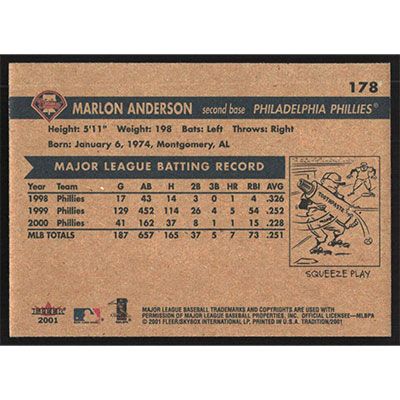 178
MARLON ANDERSON second base PHILADELPHIA PHILLIES®
Height: 5'11" Weight: 198 Bats: Left Throws: Right
Born: January 6, 1974, Montgomery, AL
MAJOR LEAGUE BATTING RECORD
Year Team G AB H 2B 3B HR RBI AVG
1998 Phillies 17 43 14 3 0 1 4 .326
1999 Phillies 129 452 114 26 4 5 54 .252
2000 Phillies 41 162 37 8 1 1 15 .228
MLB TOTALS 187 657 165 37 5 7 73 .251
TOOTHPASTE
SQUEEZE PLAY
FLEER
2001
MAJOR LEAGUE BASEBALL TRADEMARKS AND COPYRIGHTS ARE USED WITH
PERMISSION OF MAJOR LEAGUE BASEBALL PROPERTIES, INC. OFFICIAL LICENSEE—MLBPA
© 2001 FLEER/SKYBOX INTERNATIONAL LP. PRINTED IN U.S.A. TRADITION/2001